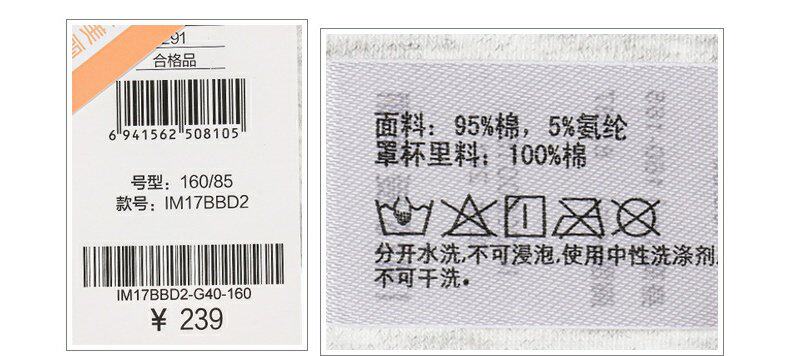 291
合格品
6 941562 508105
号型: 160/85
款号: IM17BBD2
IM17BBD2-G40-160
¥ 239
面料: 95%棉, 5%氨纶
罩杯里料: 100%棉
分开水洗,不可浸泡,使用中性洗涤剂,
不可干洗。